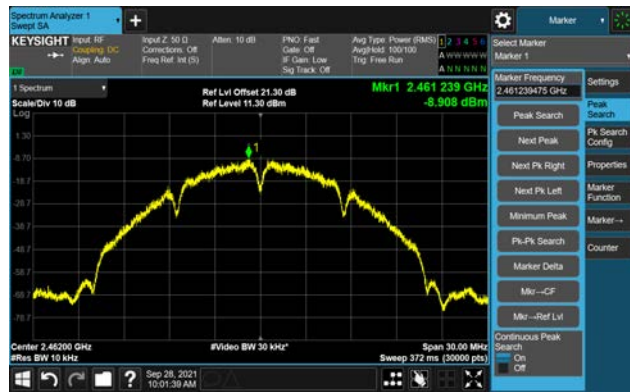 Spectrum Analyzer 1
Swept SA
Marker
KEYSIGHT
Input: RF
Coupling: DC
Align: Auto
Input Z: 50 Ω
Corrections: Off
Freq Ref: Int (S)
Atten: 10 dB
PNO: Fast
Gate: Off
IF Gain: Low
Sig Track: Off
Avg Type: Power (RMS)
Avg|Hold: 100/100
Trig: Free Run
1 2 3 4 5 6
A W W W W W
A N N N N N
Select Marker
Marker 1
1 Spectrum
Scale/Div 10 dB
Log
Ref Lvl Offset 21.30 dB
Ref Level 11.30 dBm
Mkr1 2.461 239 GHz
-8.908 dBm
1.30
-8.70
-18.7
-28.7
-38.7
-48.7
-58.7
-68.7
-78.7
1
Center 2.46200 GHz
#Res BW 10 kHz
#Video BW 30 kHz*
Span 30.00 MHz
Sweep 372 ms (30000 pts)
Marker Frequency
2.461239475 GHz
Peak Search
Next Peak
Next Pk Right
Next Pk Left
Minimum Peak
Pk-Pk Search
Marker Delta
Mkr→CF
Mkr→Ref Lvl
Continuous Peak
Search
On
Off
Settings
Peak
Search
Pk Search
Config
Properties
Marker
Function
Marker→
Counter
Sep 28, 2021
10:01:39 AM